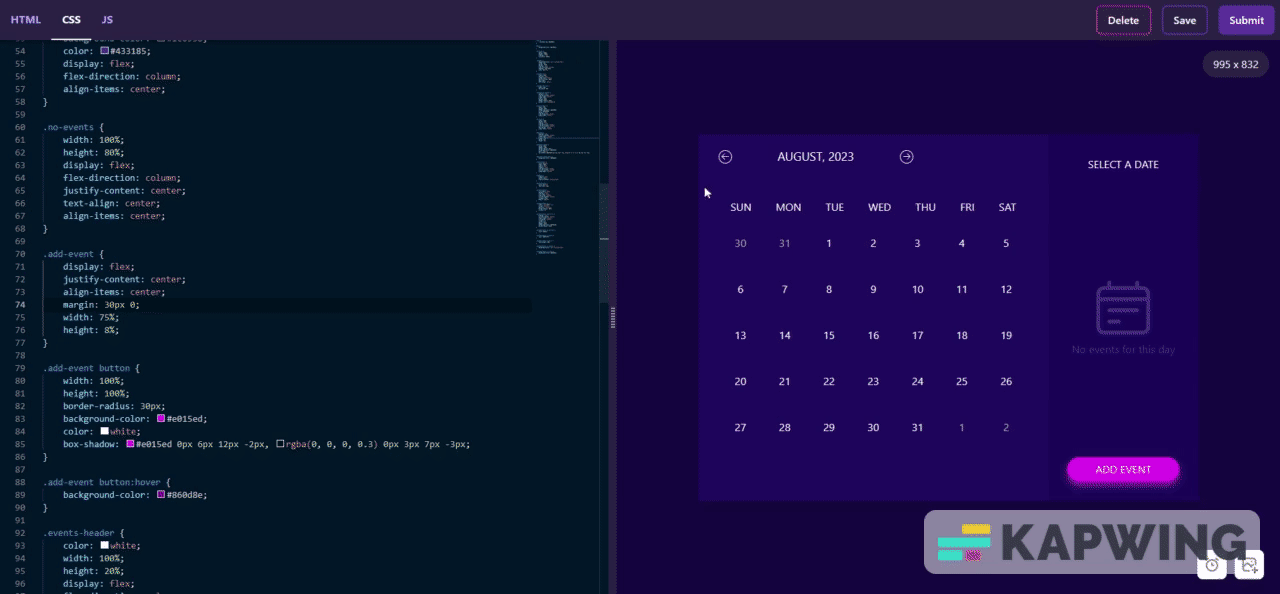 HTML CSS JS Delete Save Submit
54 color: #433185;
55 display: flex;
56 flex-direction: column;
57 align-items: center;
58 }
59
60 .no-events {
61 width: 100%;
62 height: 80%;
63 display: flex;
64 flex-direction: column;
65 justify-content: center;
66 text-align: center;
67 align-items: center;
68 }
69
70 .add-event {
71 display: flex;
72 justify-content: center;
73 align-items: center;
74 margin: 30px 0;
75 width: 75%;
76 height: 8%;
77 }
78
79 .add-event button {
80 width: 100%;
81 height: 100%;
82 border-radius: 30px;
83 background-color: #e015ed;
84 color: white;
85 box-shadow: #e015ed 0px 6px 12px -2px, rgba(0, 0, 0, 0.3) 0px 3px 7px -3px;
86 }
87
88 .add-event button:hover {
89 background-color: #860d8e;
90 }
91
92 .events-header {
93 color: white;
94 width: 100%;
95 height: 20%;
96 display: flex;
995 x 832
AUGUST, 2023
SUN MON TUE WED THU FRI SAT
30 31 1 2 3 4 5
6 7 8 9 10 11 12
13 14 15 16 17 18 19
20 21 22 23 24 25 26
27 28 29 30 31 1 2
SELECT A DATE
No events for this day
ADD EVENT
KAPWING